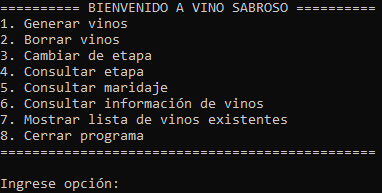 ========== BIENVENIDO A VINO SABROSO ==========
1. Generar vinos
2. Borrar vinos
3. Cambiar de etapa
4. Consultar etapa
5. Consultar maridaje
6. Consultar información de vinos
7. Mostrar lista de vinos existentes
8. Cerrar programa
===============================================
Ingrese opción: